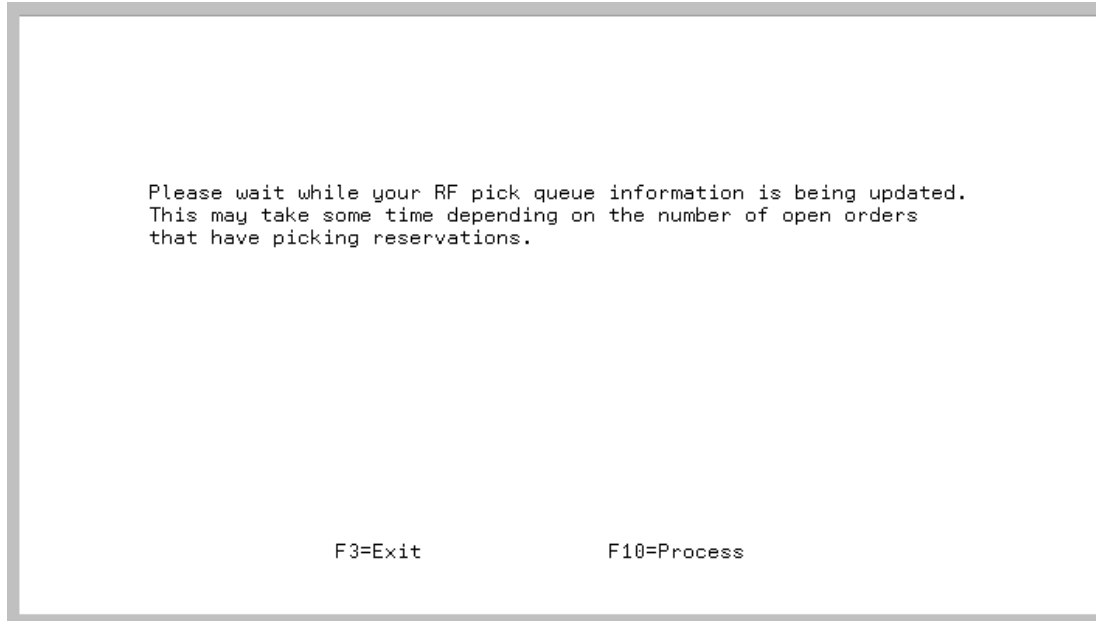 Please wait while your RF pick queue information is being updated.
This may take some time depending on the number of open orders
that have picking reservations.
F3=Exit F10=Process